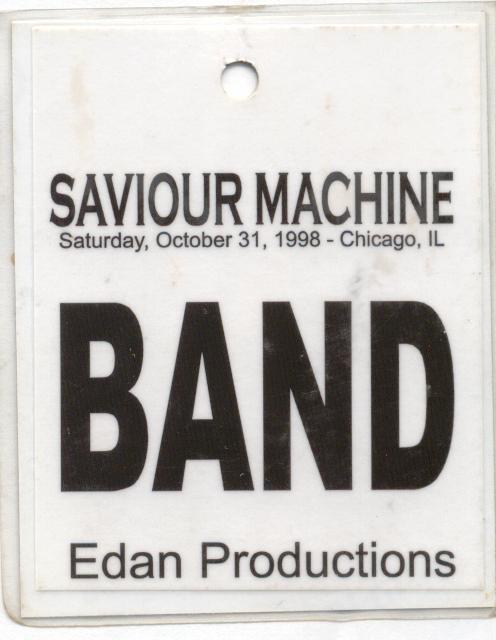 SAVIOUR MACHINE
Saturday, October 31, 1998 - Chicago, IL
BAND
Edan Productions